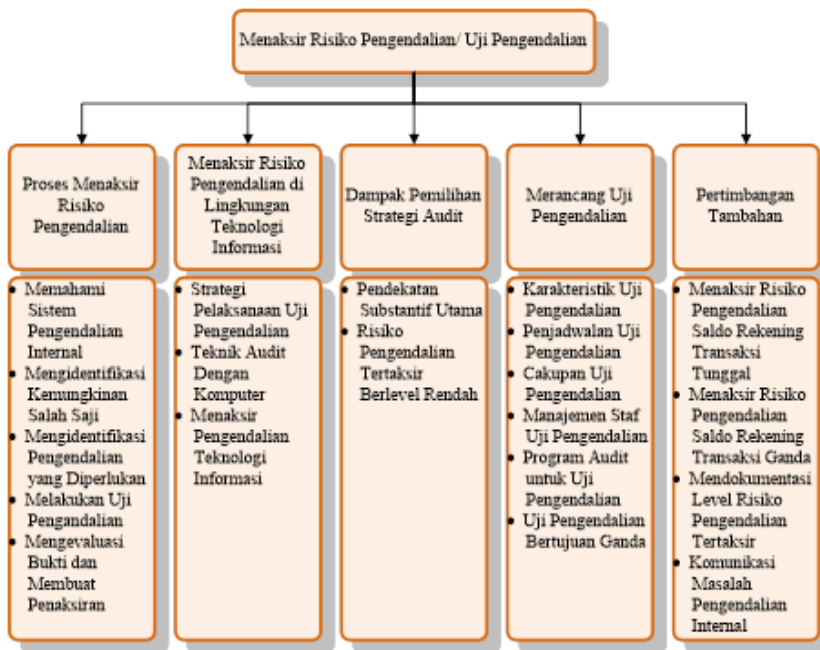 Menaksir Risiko Pengendalian/ Uji Pengendalian
Proses Menaksir
Risiko
Pengendalian
Menaksir Risiko
Pengendalian di
Lingkungan
Teknologi
Informasi
Dampak Pemilihan
Strategi Audit
Merancang Uji
Pengendalian
Pertimbangan
Tambahan
• Memahami
Sistem
Pengendalian
Internal
• Mengidentifikasi
Kemungkinan
Salah Saji
• Mengidentifikasi
Pengendalian
yang Diperlukan
• Melakukan Uji
Pengandalian
• Mengevaluasi
Bukti dan
Membuat
Penaksiran
• Strategi
Pelaksanaan Uji
Pengendalian
• Teknik Audit
Dengan
Komputer
• Menaksir
Pengendalian
Teknologi
Informasi
• Pendekatan
Substantif Utama
• Risiko
Pengendalian
Tertaksir
Berlevel Rendah
• Karakteristik Uji
Pengendalian
• Penjadwalan Uji
Pengendalian
• Cakupan Uji
Pengendalian
• Manajemen Staf
Uji Pengendalian
• Program Audit
untuk Uji
Pengendalian
• Uji Pengendalian
Bertujuan Ganda
• Menaksir Risiko
Pengendalian
Saldo Rekening
Transaksi
Tunggal
• Menaksir Risiko
Pengendalian
Saldo Rekening
Transaksi Ganda
• Mendokumentasi
Level Risiko
Pengendalian
Tertaksir
• Komunikasi
Masalah
Pengendalian
Internal